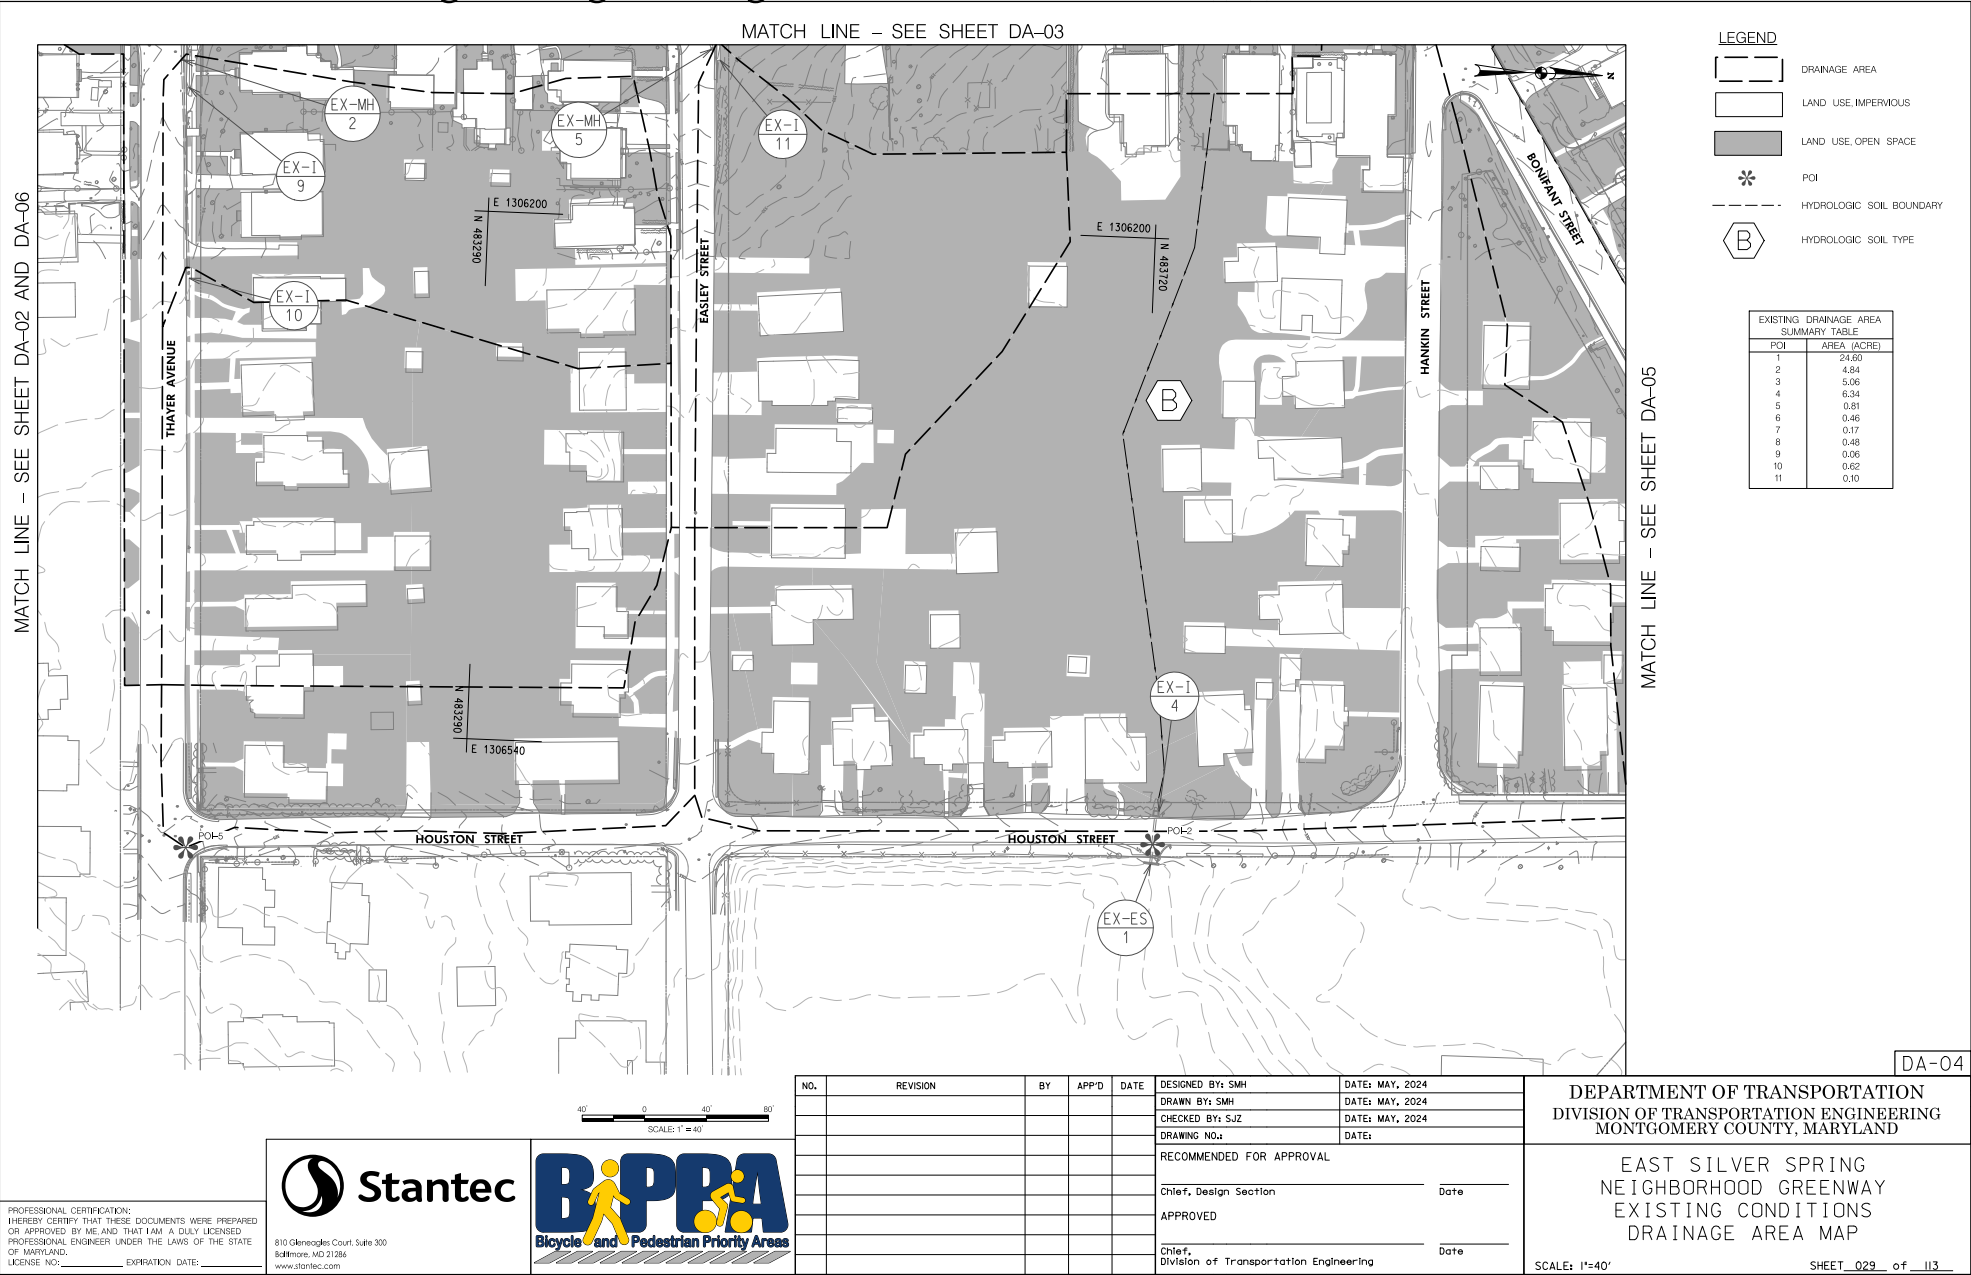 MATCH LINE - SEE SHEET DA-03
LEGEND
DRAINAGE AREA
LAND USE, IMPERVIOUS
LAND USE, OPEN SPACE
POI
HYDROLOGIC SOIL BOUNDARY
B
HYDROLOGIC SOIL TYPE
N
EX-MH
2
EX-MH
5
EX-I
11
EX-I
9
E 1306200
N 483290
E 1306200
N 483720
BONIFANT STREET
EX-I
10
EASLEY STREET
HANKIN STREET
THAYER AVENUE
MATCH LINE - SEE SHEET DA-02 AND DA-06
MATCH LINE - SEE SHEET DA-05
EXISTING DRAINAGE AREA
SUMMARY TABLE
POI AREA (ACRE)
1 24.60
2 4.84
3 5.06
4 6.34
5 0.81
6 0.46
7 0.17
8 0.48
9 0.06
10 0.62
11 0.10
B
EX-I
4
N 483290
E 1306540
POI-5
HOUSTON STREET
HOUSTON STREET
POI-2
EX-ES
1
DA-04
40' 0 40' 80'
SCALE: 1" = 40'
NO. REVISION BY APP'D DATE
DESIGNED BY: SMH DATE: MAY, 2024
DRAWN BY: SMH DATE: MAY, 2024
CHECKED BY: SJZ DATE: MAY, 2024
DRAWING NO.: DATE:
RECOMMENDED FOR APPROVAL
Chief, Design Section Date
APPROVED
Chief, Date
Division of Transportation Engineering
DEPARTMENT OF TRANSPORTATION
DIVISION OF TRANSPORTATION ENGINEERING
MONTGOMERY COUNTY, MARYLAND
EAST SILVER SPRING
NEIGHBORHOOD GREENWAY
EXISTING CONDITIONS
DRAINAGE AREA MAP
SCALE: 1"=40' SHEET 029 of 113
PROFESSIONAL CERTIFICATION:
I HEREBY CERTIFY THAT THESE DOCUMENTS WERE PREPARED
OR APPROVED BY ME, AND THAT I AM A DULY LICENSED
PROFESSIONAL ENGINEER UNDER THE LAWS OF THE STATE
OF MARYLAND.
LICENSE NO: EXPIRATION DATE:
Stantec
810 Gleneagles Court, Suite 300
Baltimore, MD 21286
www.stantec.com
BiPPA
Bicycle and Pedestrian Priority Areas